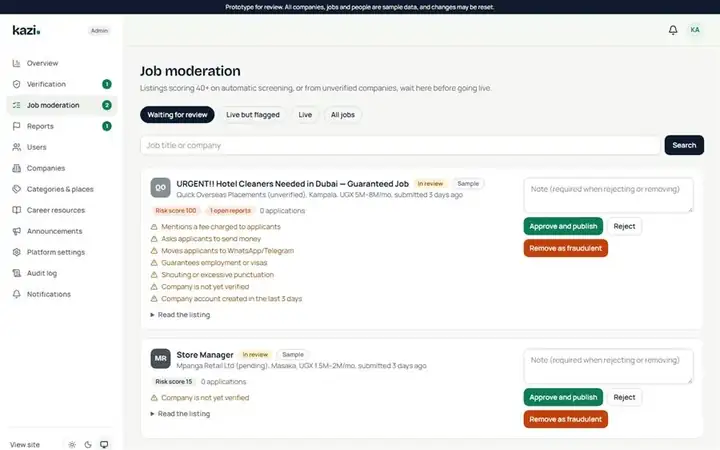 Prototype for review. All companies, jobs and people are sample data, and changes may be reset.
kazi.
Admin
KA
Overview
Verification 1
Job moderation 2
Reports 1
Users
Companies
Categories & places
Career resources
Announcements
Platform settings
Audit log
Notifications
View site
Job moderation
Listings scoring 40+ on automatic screening, or from unverified companies, wait here before going live.
Waiting for review Live but flagged Live All jobs
Job title or company Search
QO
URGENT!! Hotel Cleaners Needed in Dubai — Guaranteed Job In review Sample
Quick Overseas Placements (unverified), Kampala, UGX 5M–8M/mo, submitted 3 days ago
Risk score 100 1 open reports 0 applications
Mentions a fee charged to applicants
Asks applicants to send money
Moves applicants to WhatsApp/Telegram
Guarantees employment or visas
Shouting or excessive punctuation
Company is not yet verified
Company account created in the last 3 days
Read the listing
Note (required when rejecting or removing)
Approve and publish Reject
Remove as fraudulent
MR
Store Manager In review Sample
Mpanga Retail Ltd (pending), Masaka, UGX 1.5M–2M/mo, submitted 3 days ago
Risk score 15 0 applications
Company is not yet verified
Read the listing
Note (required when rejecting or removing)
Approve and publish Reject
Remove as fraudulent